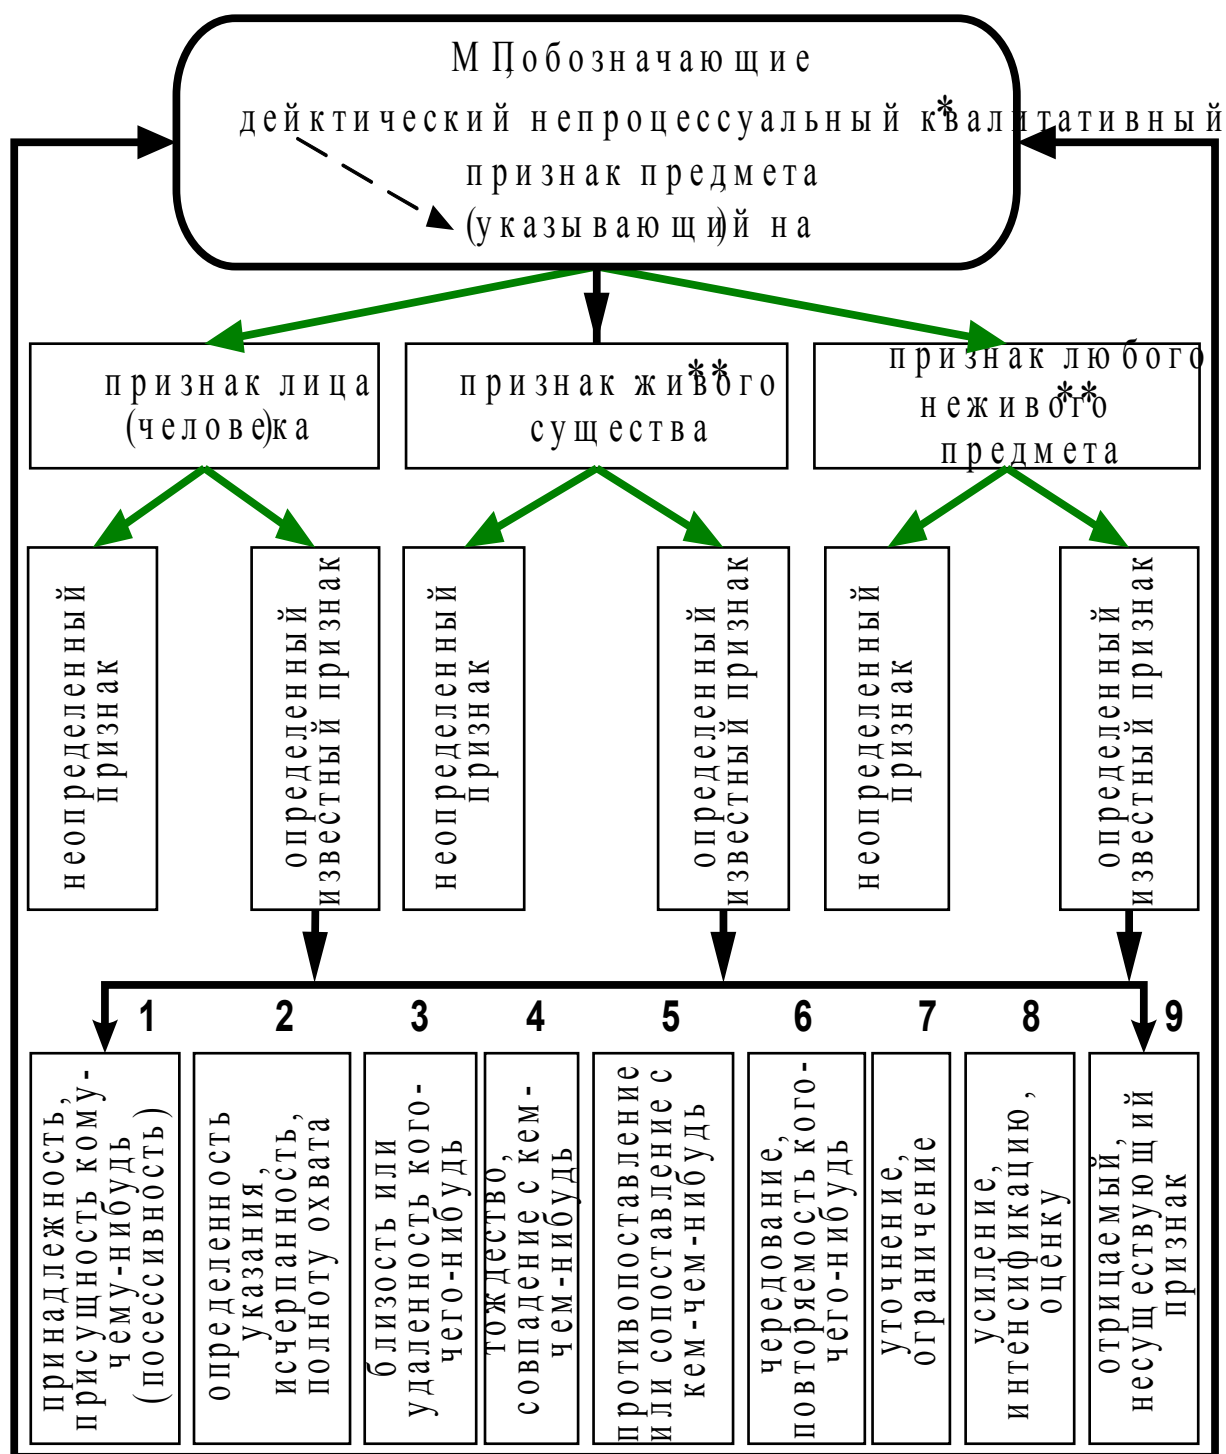 МП, обозначающие
дейктический непроцессуальный квалитативный*
признак предмета
(указывающий на)
признак лица
(человека)
признак живого**
существа
признак любого
неживого**
предмета
неопределенный
признак
определенный
известный признак
неопределенный
признак
определенный
известный признак
неопределенный
признак
определенный
известный признак
1
2
3
4
5
6
7
8
9
принадлежность,
присущность кому-
чему-нибудь
(посессивность)
определенность
указания,
исчерпанность,
полноту охвата
близость или
удаленность кого-
чего-нибудь
тождество,
совпадение с кем-
чем-нибудь
противопоставление
или сопоставление с
кем-чем-нибудь
чередование,
повторяемость кого-
чего-нибудь
уточнение,
ограничение
усиление,
интенсификацию,
оценку
отрицаемый,
несуществующий
признак